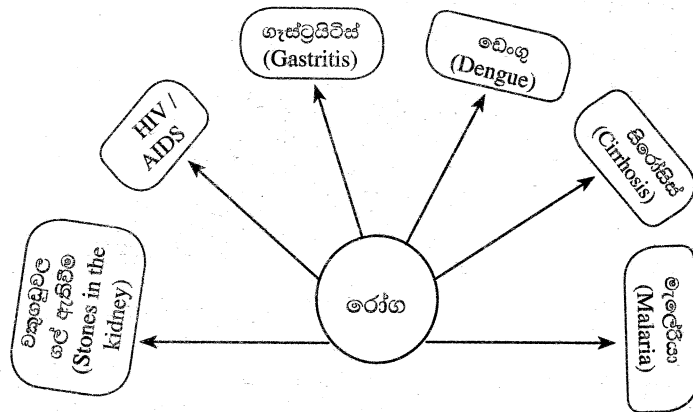 ගැස්ට්‍රයිටිස්
(Gastritis)
ඩෙංගු
(Dengue)
HIV /
AIDS
සිරෝසිස්
(Cirrhosis)
වකුගඩුවල
ගල් ඇතිවීම
(Stones in the
kidney)
රෝග
මැලේරියා
(Malaria)